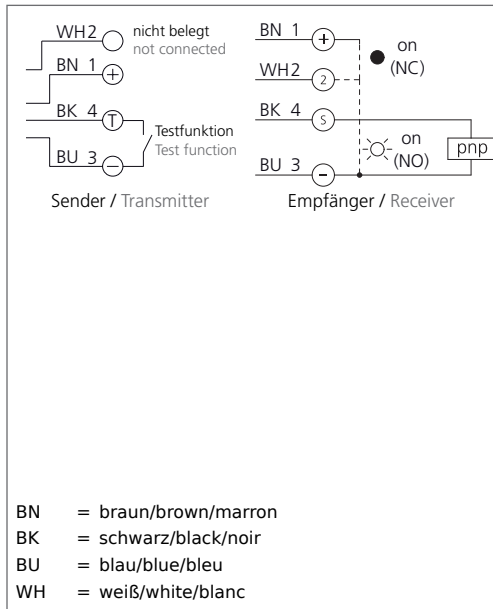 WH2
nicht belegt
not connected
BN 1
+
BK 4
T
Testfunktion
Test function
BU 3
−
Sender / Transmitter
BN 1
+
on
(NC)
WH2
2
BK 4
S
on
(NO)
pnp
BU 3
-
Empfänger / Receiver
BN = braun/brown/marron
BK = schwarz/black/noir
BU = blau/blue/bleu
WH = weiß/white/blanc